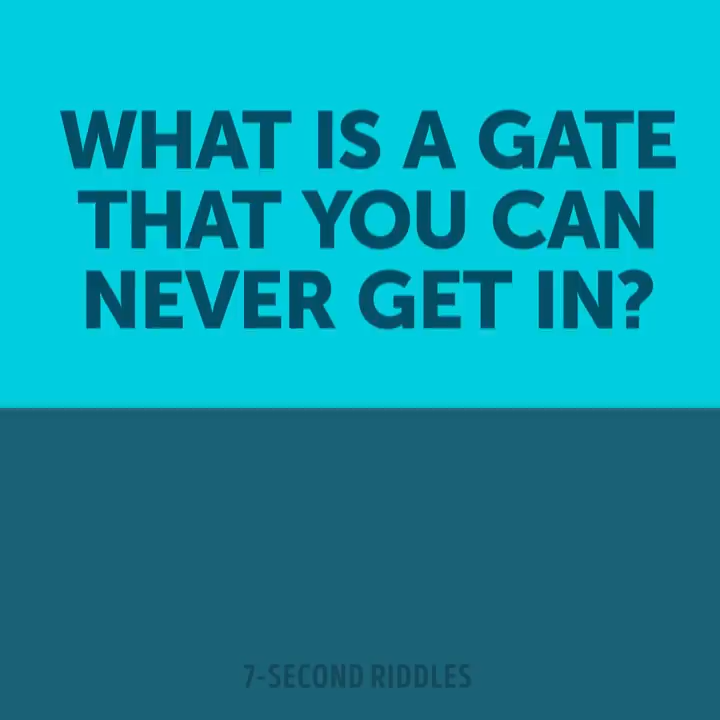 WHAT IS A GATE
THAT YOU CAN
NEVER GET IN?
7-SECOND RIDDLES